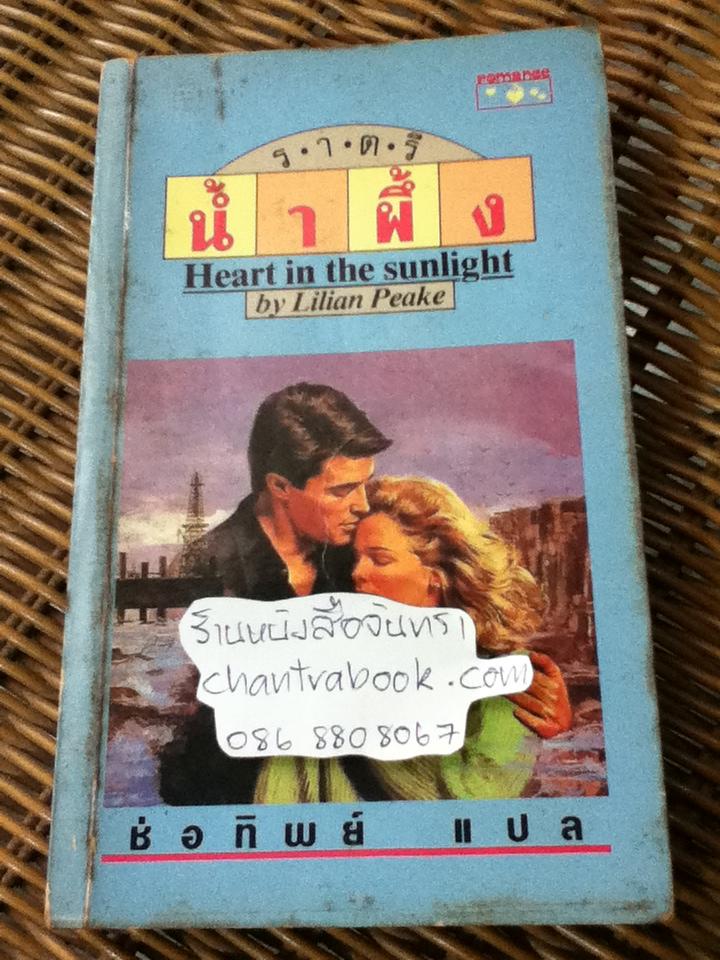 romance
ร•า•ต•รี
น้ำผึ้ง
Heart in the sunlight
by Lilian Peake
ร้านหนังสือจันทรา
chantrabook.com
086 880 8067
ช่อทิพย์ แปล